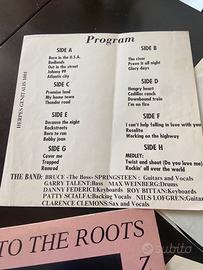 Program
HERPES GENITALIS 1001
SIDE A
Born in the U.S.A.
Badlands
Out in the Street
Johnny 99
Atlantic city
SIDE B
The river
Prove it all night
Glory days
SIDE C
Promise land
My home town
Thunder road
SIDE D
Hungry heart
Cadillac ranch
Downbound train
I'm on fire
SIDE E
Because the night
Backstreets
Born to run
Bobby jean
SIDE F
Can't help falling in love with you
Rosalita
Working on the highway
SIDE G
Cover me
Trapped
Ramrod
SIDE H
MEDLEY:
Twist and shout (Do you love me)
Rockin' all over the world
THE BAND: BRUCE -The Boss- SPRINGSTEEN: Guitars and Vocals
GARRY TALENT: Bass MAX WEINBERG: Drums
DANNY FEDERICI: Keyboards ROY BITTAN: Keyboards
PATTY SCIALFA: Backing Vocals NILS LOFGREN: Guitars
CLARENCE CLEMONS: Sax and Vocals
TO THE ROOTS
subito